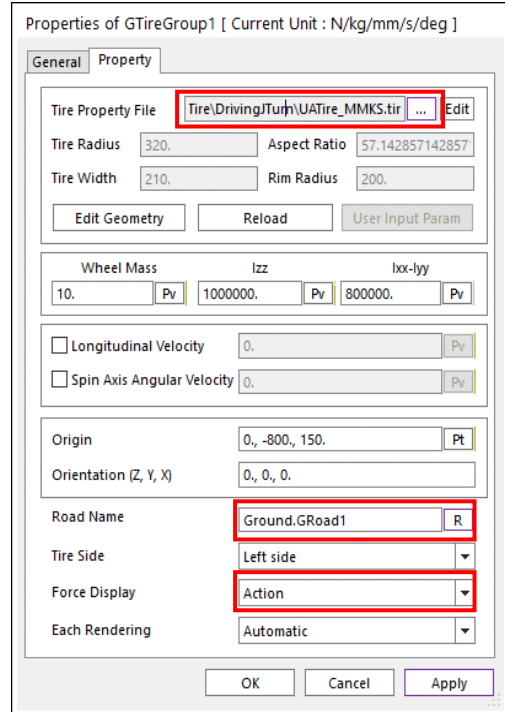 Properties of GTireGroup1 [ Current Unit : N/kg/mm/s/deg ]
General Property
Tire Property File Tire\DrivingJTurn\UATire_MMKS.tir ... Edit
Tire Radius 320. Aspect Ratio 57.142857142857
Tire Width 210. Rim Radius 200.
Edit Geometry Reload User Input Param
Wheel Mass Izz Ixx-Iyy
10. Pv 1000000. Pv 800000. Pv
Longitudinal Velocity 0. Pv
Spin Axis Angular Velocity 0. Pv
Origin 0., -800., 150. Pt
Orientation (Z, Y, X) 0., 0., 0.
Road Name Ground.GRoad1 R
Tire Side Left side
Force Display Action
Each Rendering Automatic
OK Cancel Apply